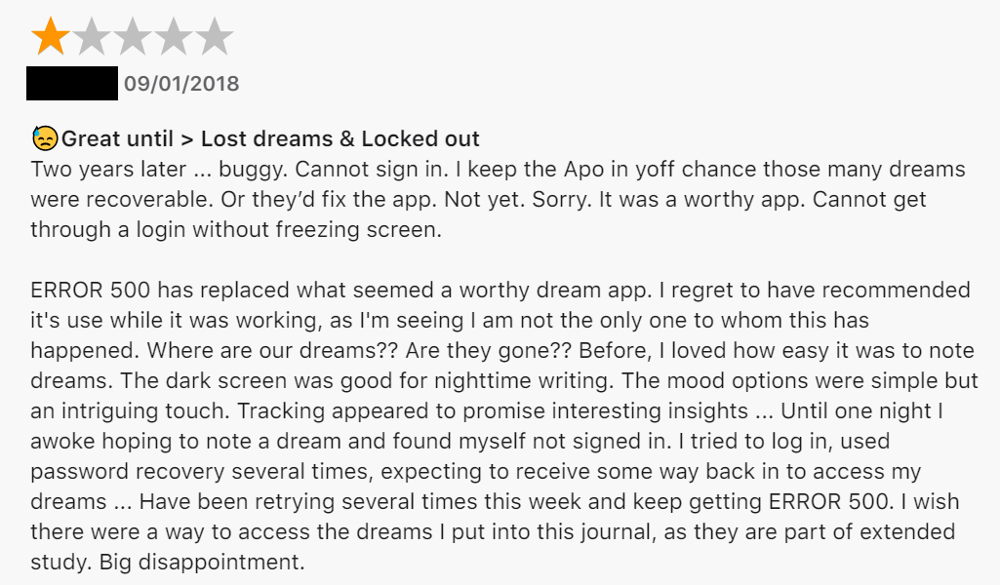 09/01/2018
😓Great until > Lost dreams & Locked out
Two years later ... buggy. Cannot sign in. I keep the Apo in yoff chance those many dreams
were recoverable. Or they’d fix the app. Not yet. Sorry. It was a worthy app. Cannot get
through a login without freezing screen.
ERROR 500 has replaced what seemed a worthy dream app. I regret to have recommended
it's use while it was working, as I'm seeing I am not the only one to whom this has
happened. Where are our dreams?? Are they gone?? Before, I loved how easy it was to note
dreams. The dark screen was good for nighttime writing. The mood options were simple but
an intriguing touch. Tracking appeared to promise interesting insights ... Until one night I
awoke hoping to note a dream and found myself not signed in. I tried to log in, used
password recovery several times, expecting to receive some way back in to access my
dreams ... Have been retrying several times this week and keep getting ERROR 500. I wish
there were a way to access the dreams I put into this journal, as they are part of extended
study. Big disappointment.